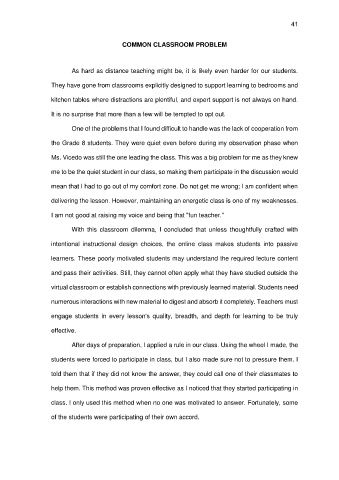 41
COMMON CLASSROOM PROBLEM
As hard as distance teaching might be, it is likely even harder for our students.
They have gone from classrooms explicitly designed to support learning to bedrooms and
kitchen tables where distractions are plentiful, and expert support is not always on hand.
It is no surprise that more than a few will be tempted to opt out.
One of the problems that I found difficult to handle was the lack of cooperation from
the Grade 8 students. They were quiet even before during my observation phase when
Ms. Vicedo was still the one leading the class. This was a big problem for me as they knew
me to be the quiet student in our class, so making them participate in the discussion would
mean that I had to go out of my comfort zone. Do not get me wrong; I am confident when
delivering the lesson. However, maintaining an energetic class is one of my weaknesses.
I am not good at raising my voice and being that "fun teacher."
With this classroom dilemma, I concluded that unless thoughtfully crafted with
intentional instructional design choices, the online class makes students into passive
learners. These poorly motivated students may understand the required lecture content
and pass their activities. Still, they cannot often apply what they have studied outside the
virtual classroom or establish connections with previously learned material. Students need
numerous interactions with new material to digest and absorb it completely. Teachers must
engage students in every lesson's quality, breadth, and depth for learning to be truly
effective.
After days of preparation, I applied a rule in our class. Using the wheel I made, the
students were forced to participate in class, but I also made sure not to pressure them. I
told them that if they did not know the answer, they could call one of their classmates to
help them. This method was proven effective as I noticed that they started participating in
class. I only used this method when no one was motivated to answer. Fortunately, some
of the students were participating of their own accord.